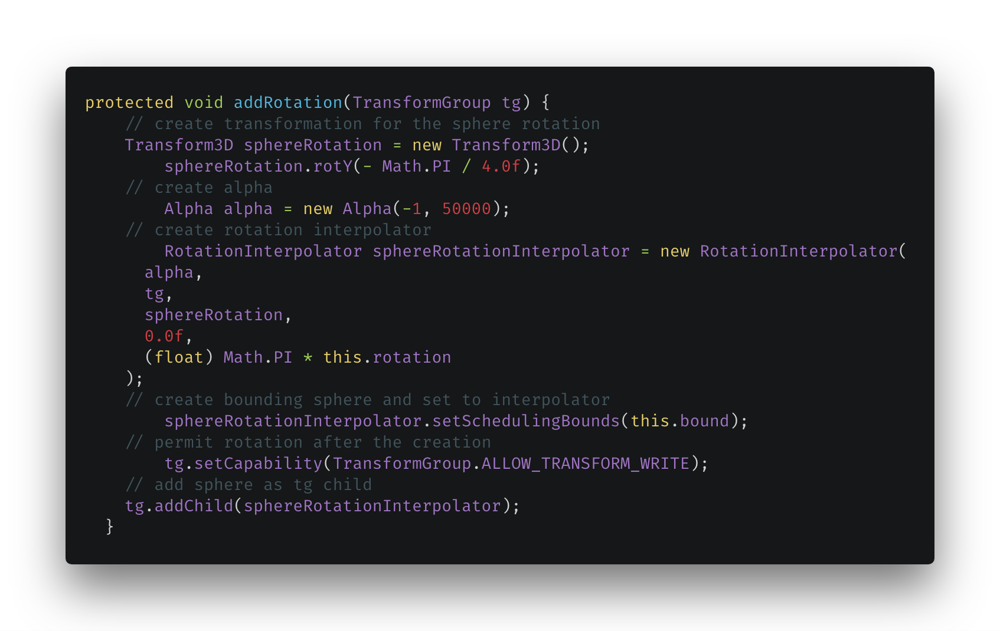 protected void addRotation(TransformGroup tg) {
    // create transformation for the sphere rotation
    Transform3D sphereRotation = new Transform3D();
        sphereRotation.rotY(- Math.PI / 4.0f);
    // create alpha
        Alpha alpha = new Alpha(-1, 50000);
    // create rotation interpolator
        RotationInterpolator sphereRotationInterpolator = new RotationInterpolator(
      alpha,
      tg,
      sphereRotation,
      0.0f,
      (float) Math.PI * this.rotation
    );
    // create bounding sphere and set to interpolator
        sphereRotationInterpolator.setSchedulingBounds(this.bound);
    // permit rotation after the creation
        tg.setCapability(TransformGroup.ALLOW_TRANSFORM_WRITE);
    // add sphere as tg child
    tg.addChild(sphereRotationInterpolator);
  }